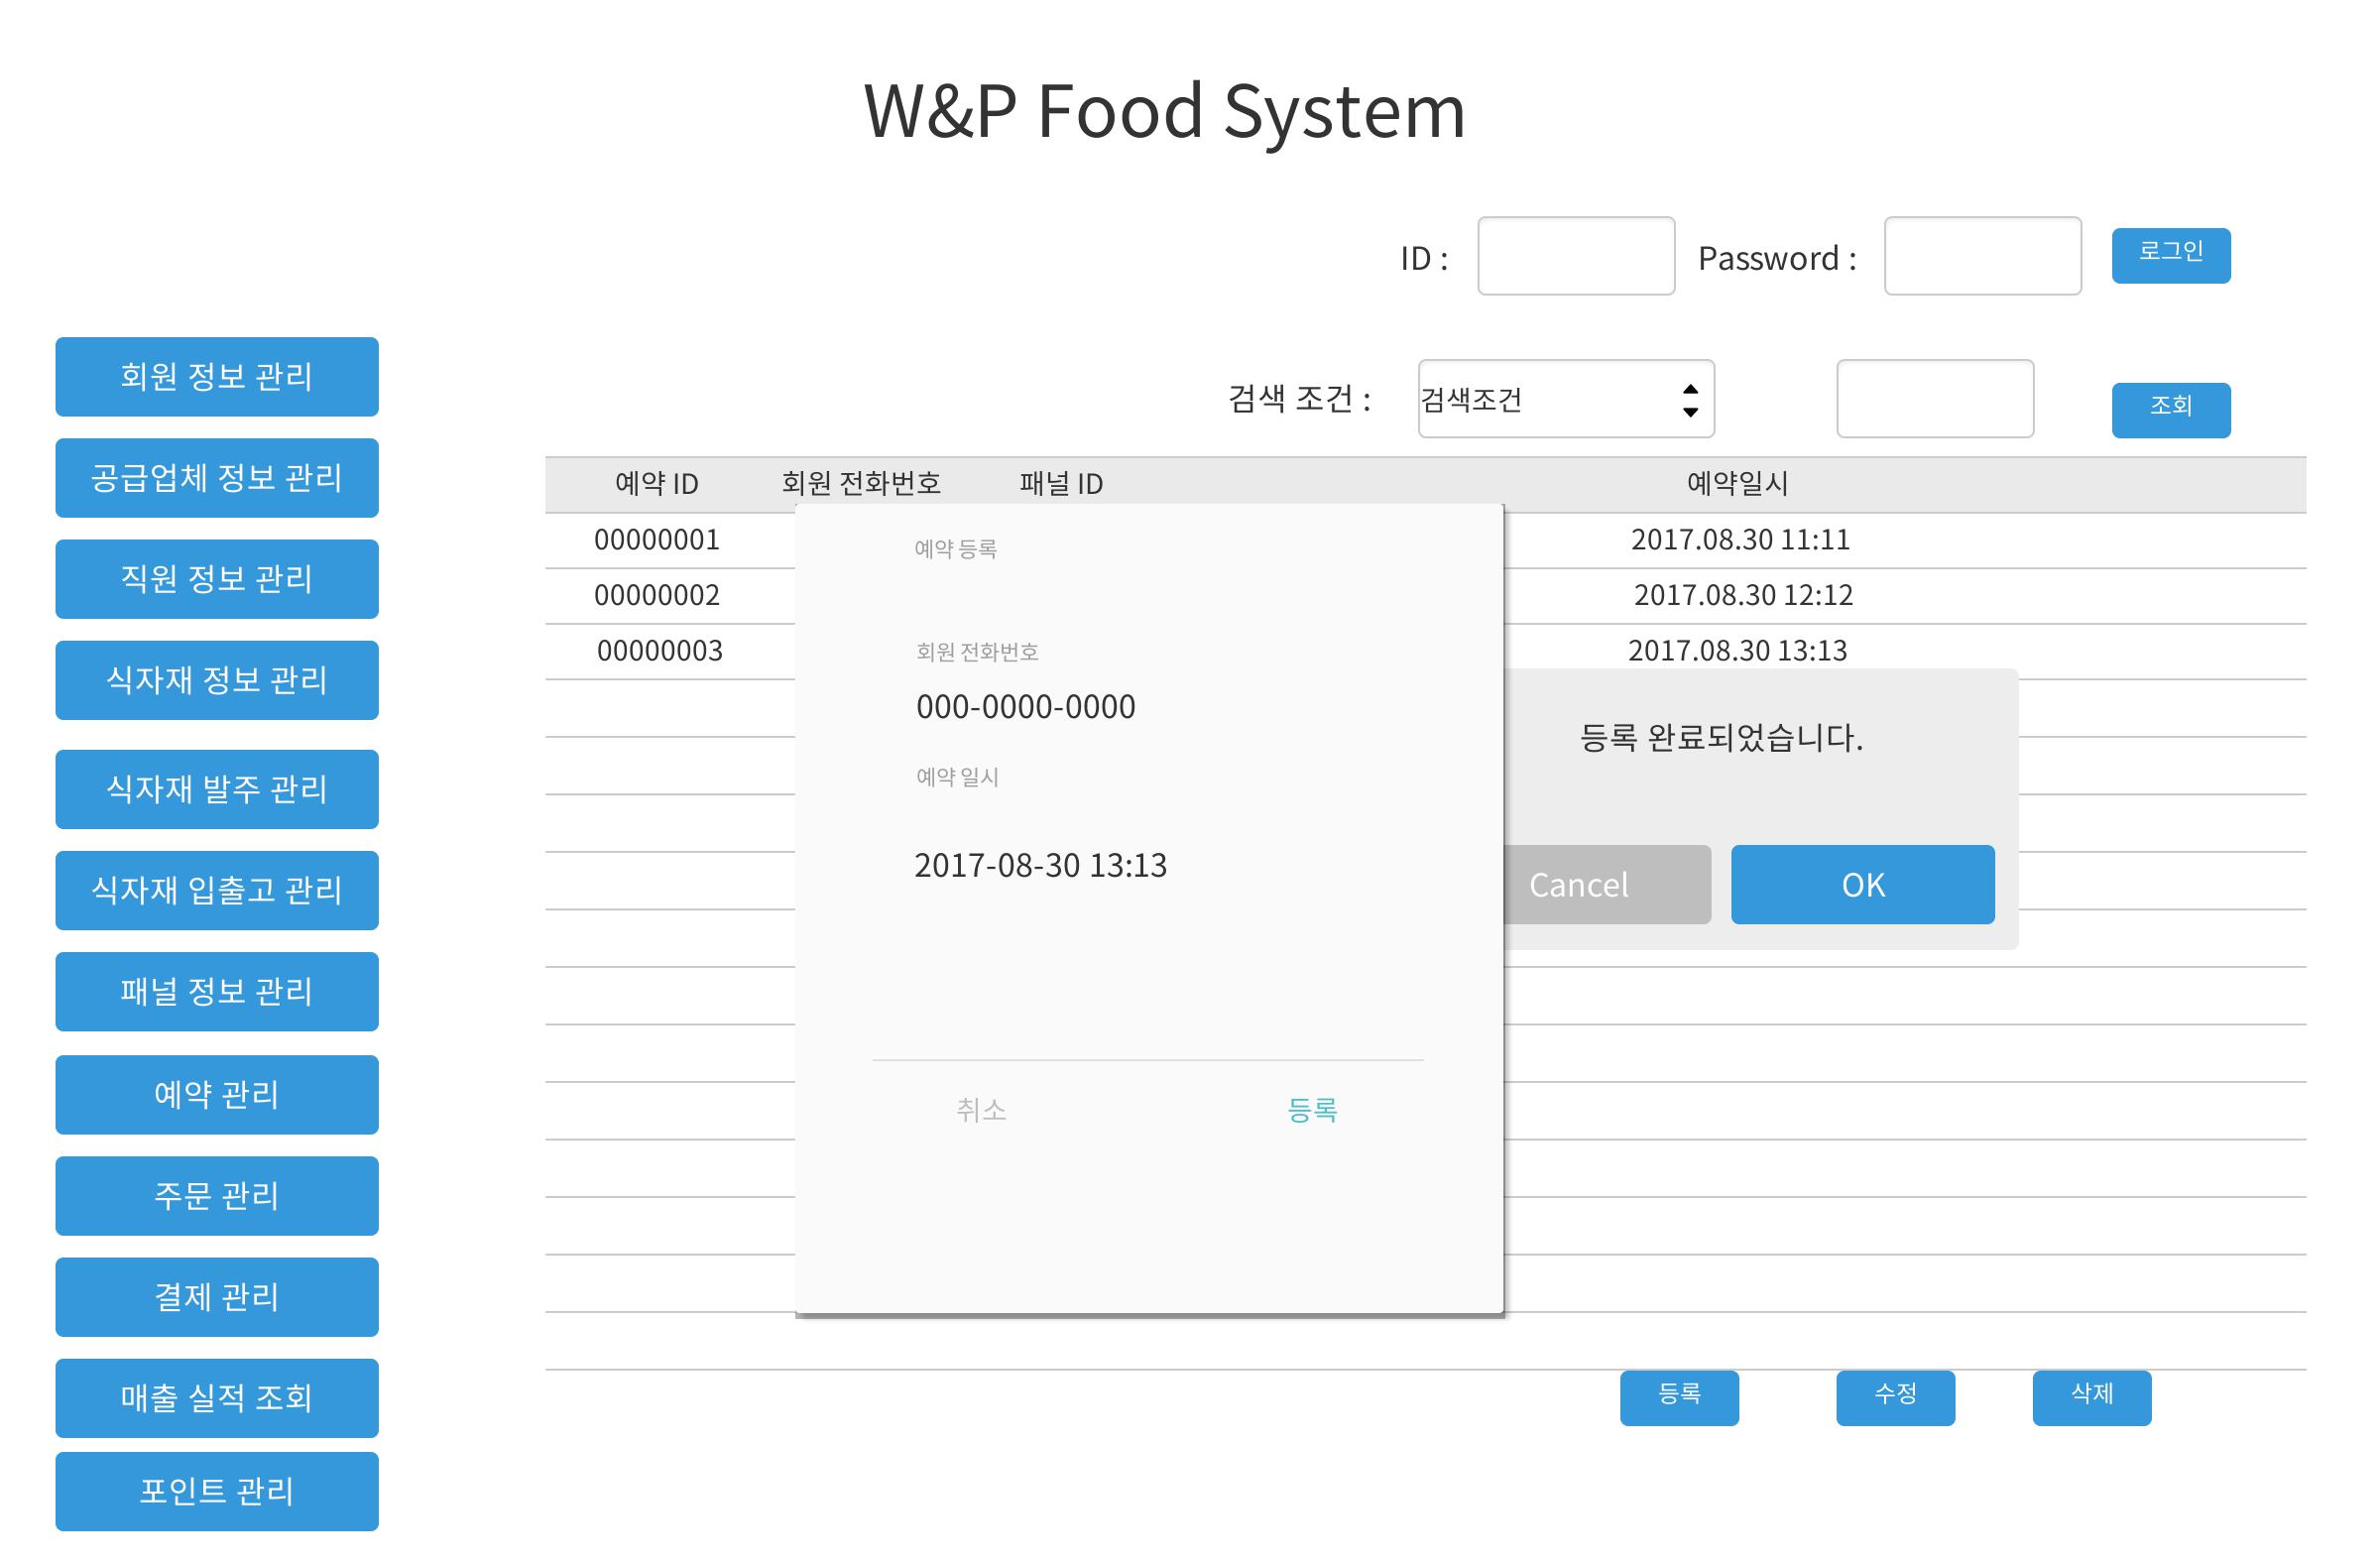 W&P Food System
ID : Password : 로그인
검색 조건 : 검색조건 조회
회원 정보 관리
공급업체 정보 관리
직원 정보 관리
식자재 정보 관리
식자재 발주 관리
식자재 입출고 관리
패널 정보 관리
예약 관리
주문 관리
결제 관리
매출 실적 조회
포인트 관리
예약 ID 회원 전화번호 패널 ID 예약일시
00000001 2017.08.30 11:11
00000002 2017.08.30 12:12
00000003 2017.08.30 13:13
예약 등록
회원 전화번호
000-0000-0000
예약 일시
2017-08-30 13:13
취소 등록
등록 완료되었습니다.
Cancel OK
등록 수정 삭제